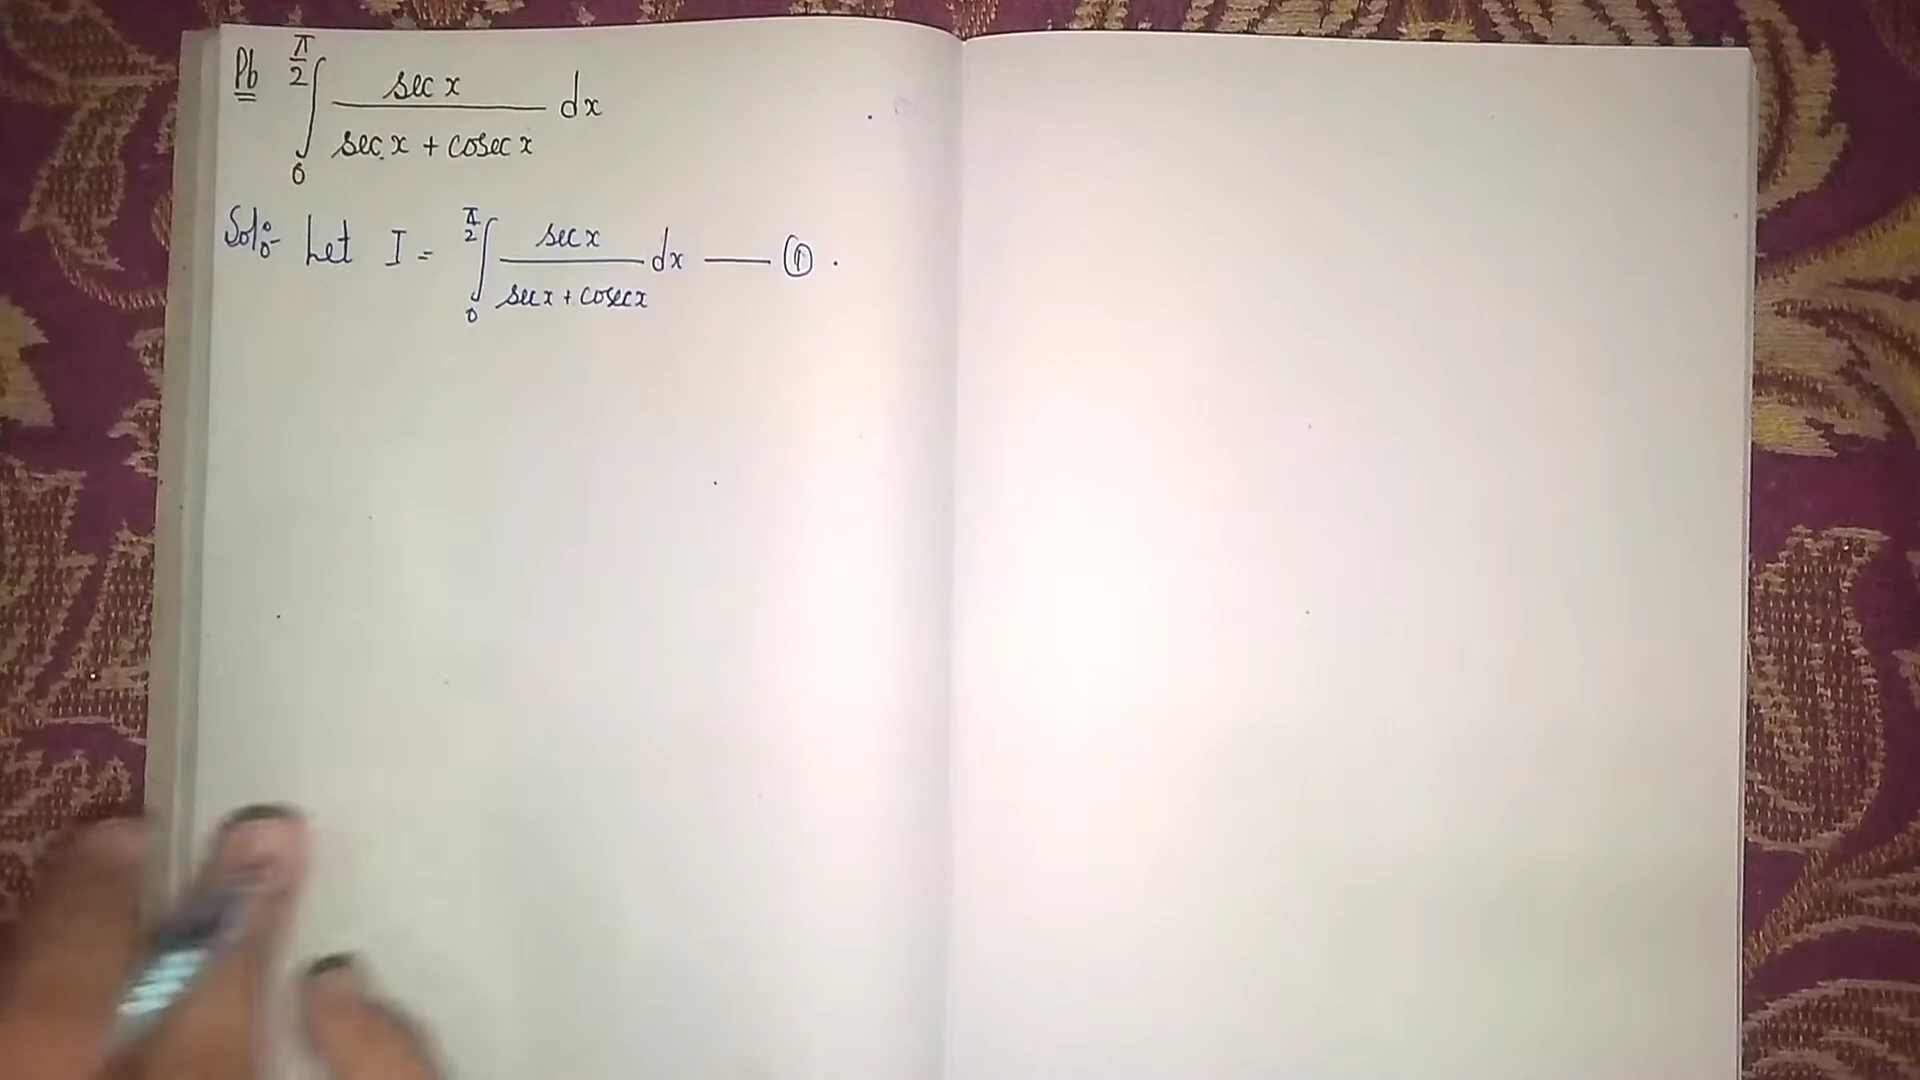 Pb ∫₀^(π/2) sec x / (sec x + cosec x) dx
Sol:- Let I = ∫₀^(π/2) sec x / (sec x + cosec x) dx —— ① .